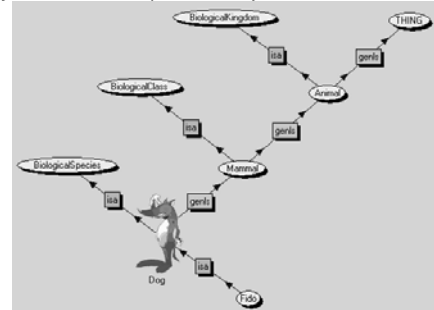 BiologicalKingdom
THING
isa
genls
BiologicalClass
Animal
isa
genls
BiologicalSpecies
Mammal
isa
genls
Dog
isa
Fido